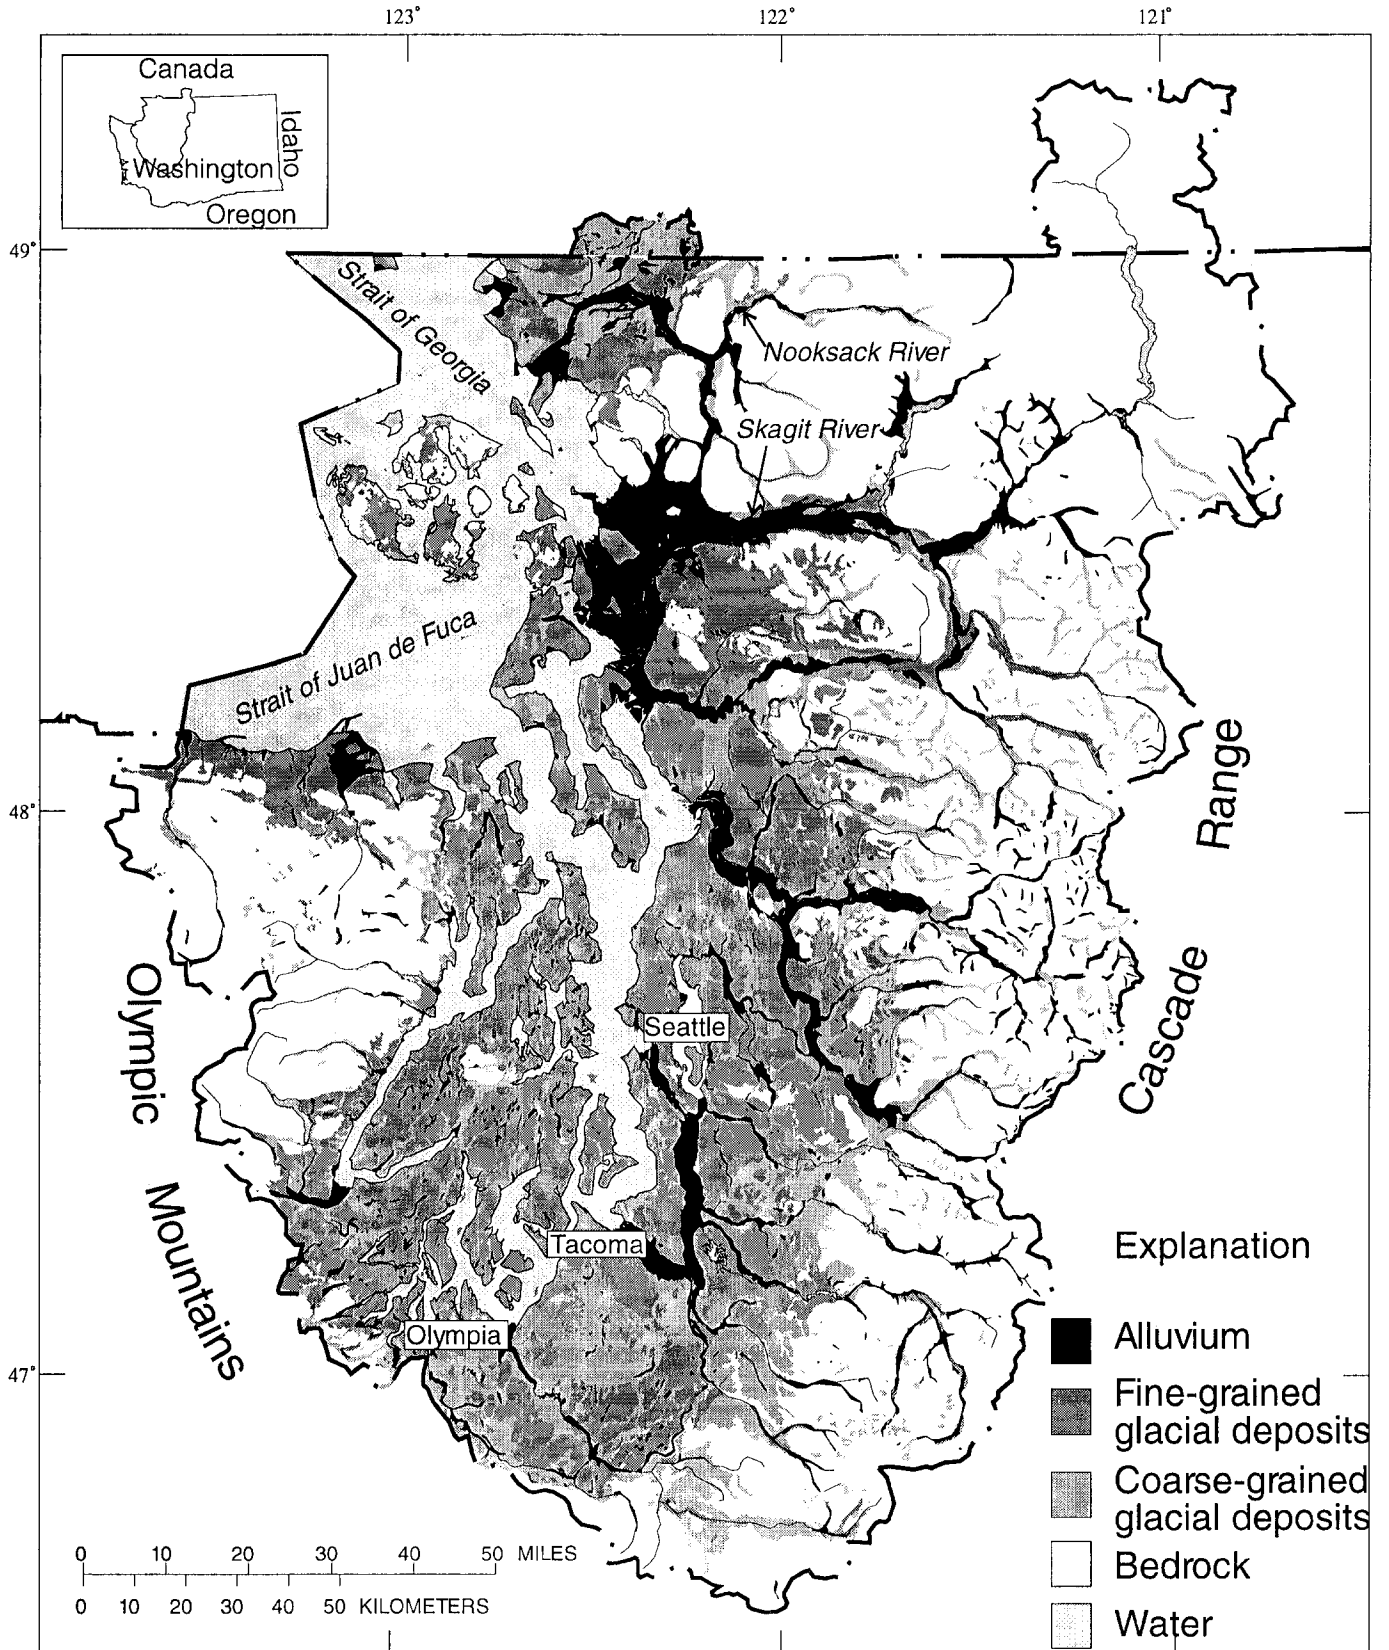 123° 122° 121°
Canada
Idaho
Washington
Oregon
49°
Strait of Georgia
Nooksack River
Skagit River
Strait of Juan de Fuca
Range
48°
Cascade
Olympic
Seattle
Mountains
Tacoma
Explanation
Olympia
Alluvium
47°
Fine-grained
glacial deposits
Coarse-grained
glacial deposits
Bedrock
Water
0 10 20 30 40 50 MILES
0 10 20 30 40 50 KILOMETERS